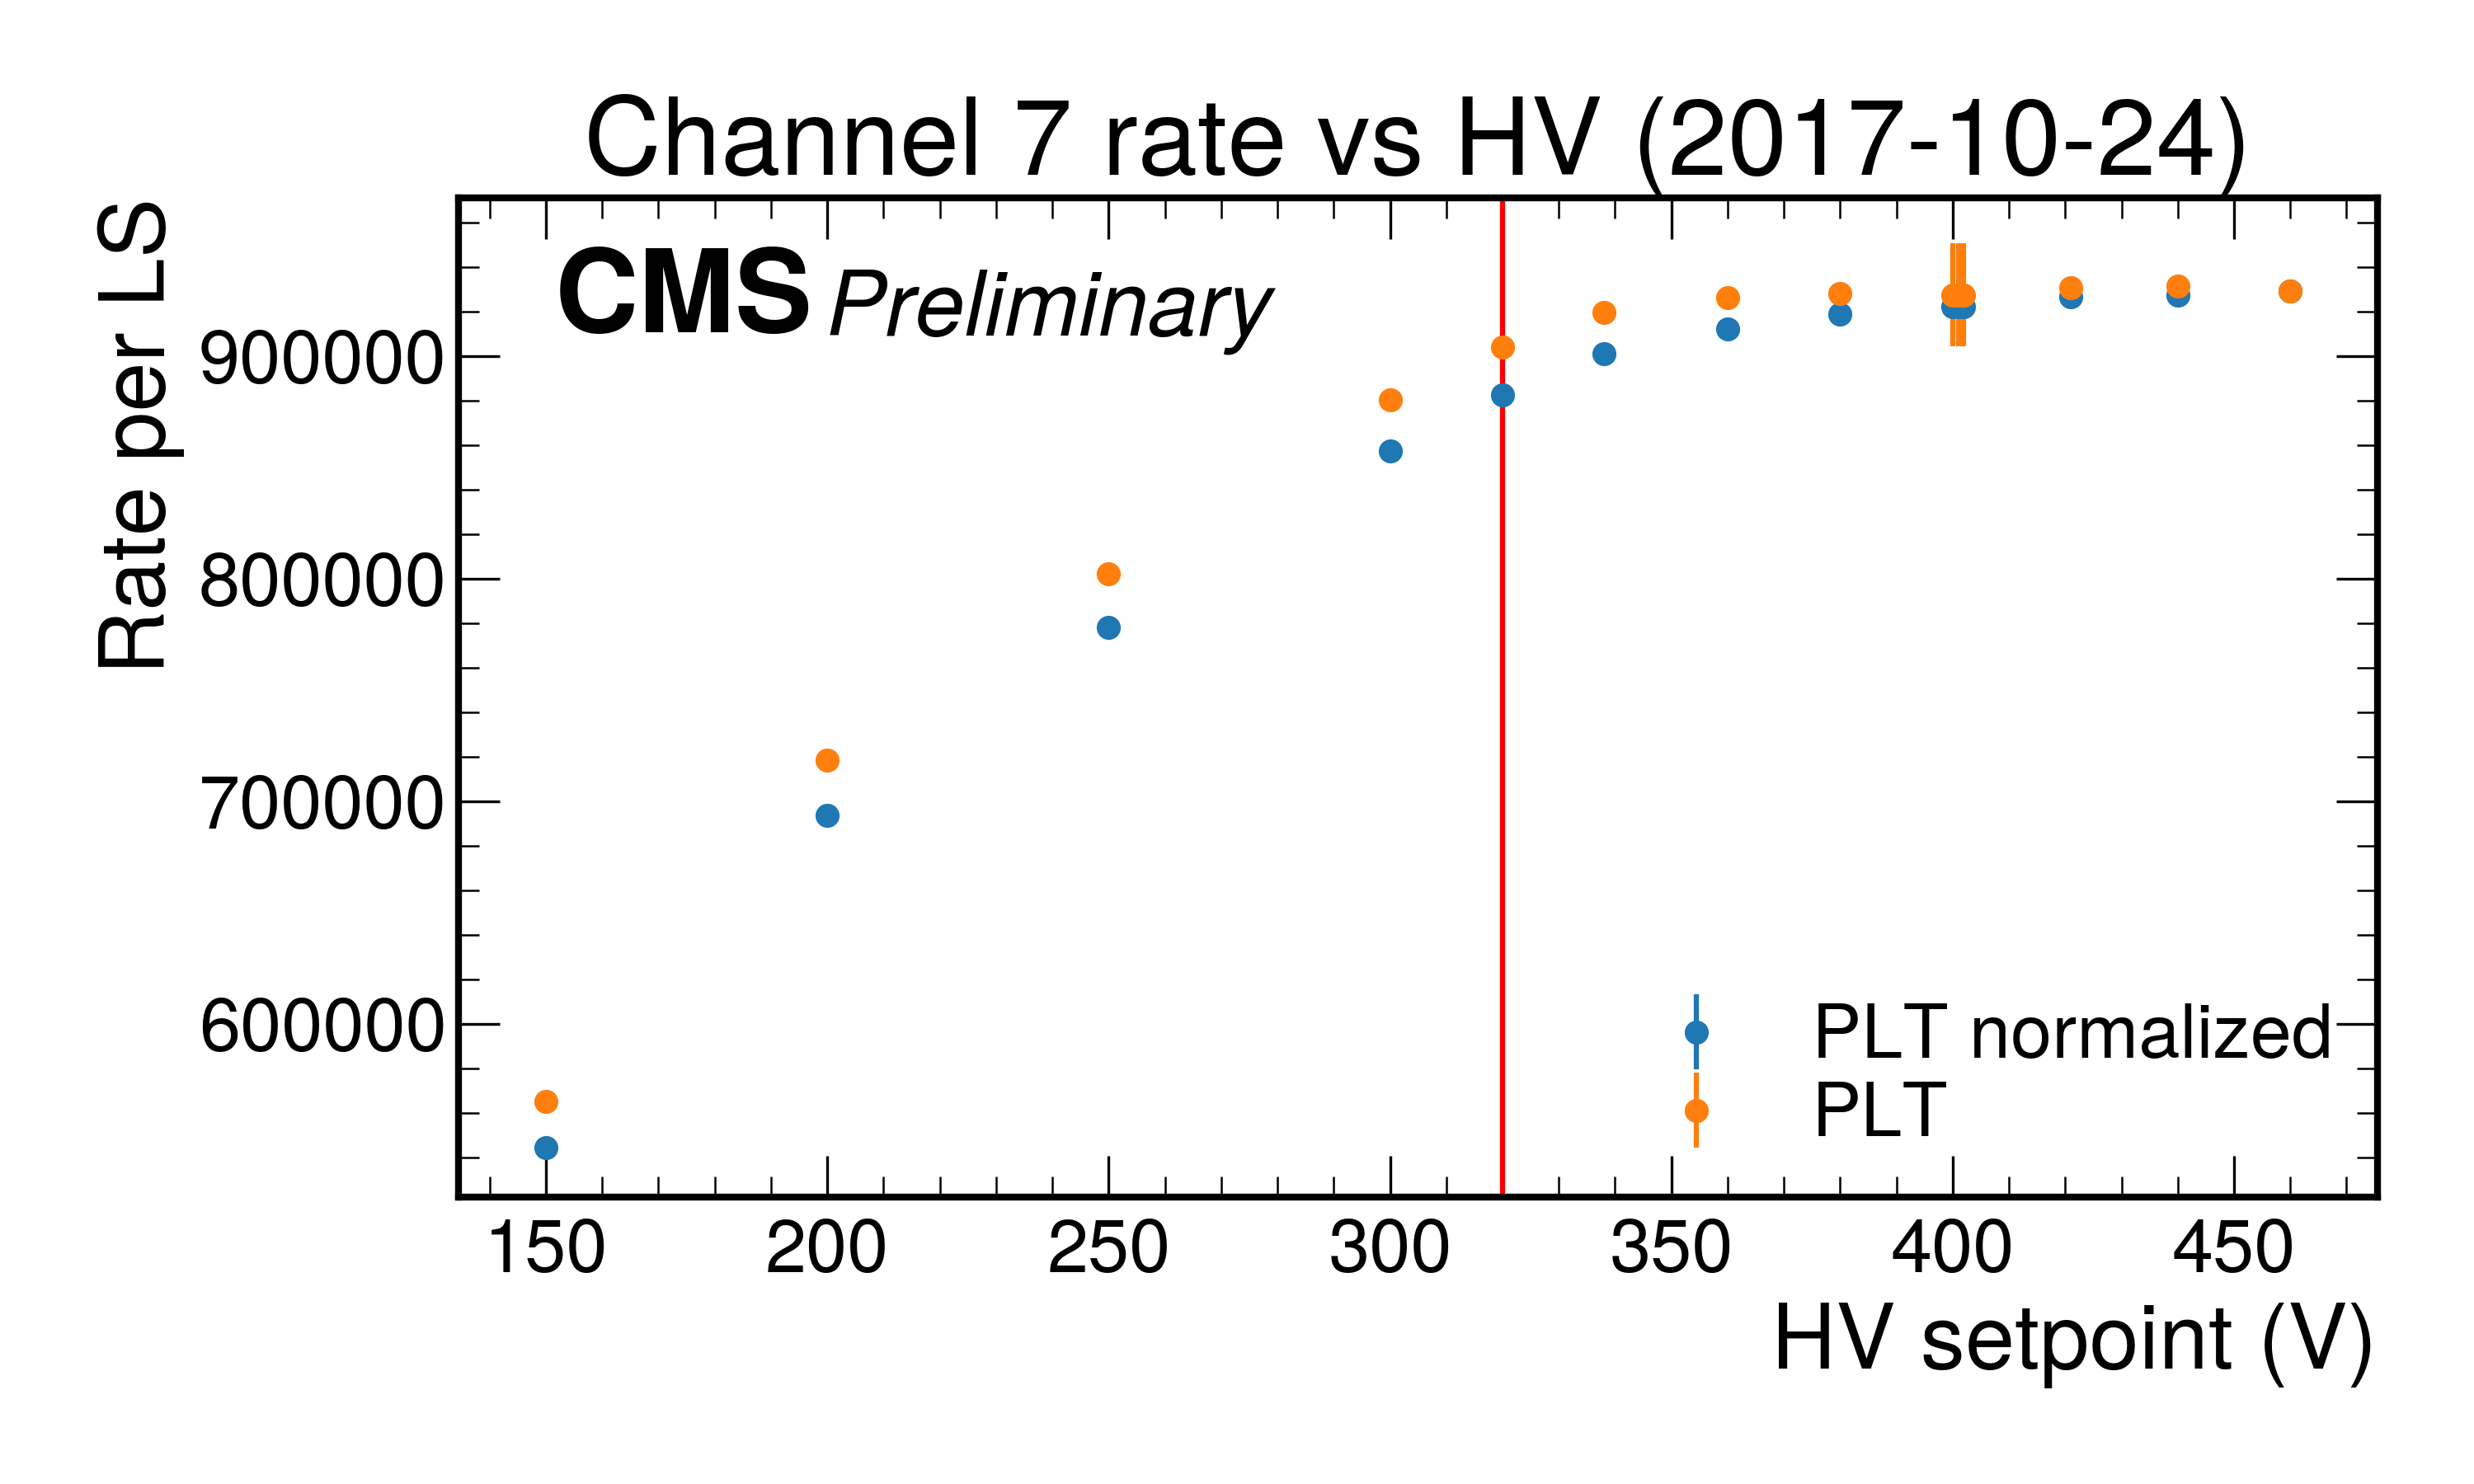 Channel 7 rate vs HV (2017-10-24)
CMS Preliminary
Rate per LS
900000
800000
700000
600000
PLT normalized
PLT
150 200 250 300 350 400 450
HV setpoint (V)